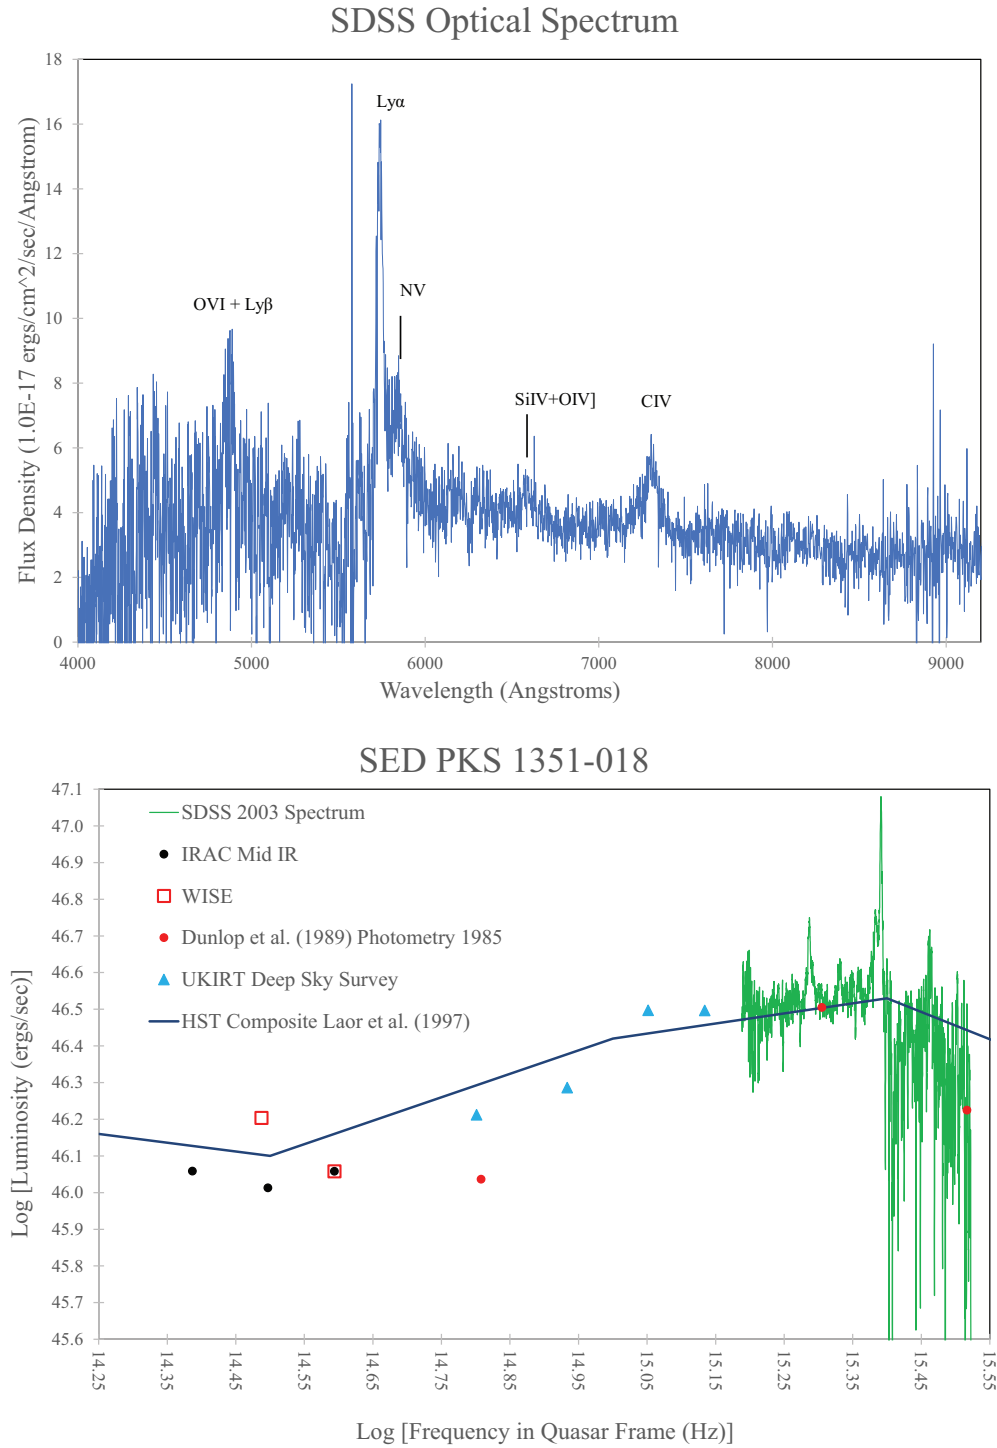 SDSS Optical Spectrum
18
16
14
12
10
8
6
4
2
0
Flux Density (1.0E-17 ergs/cm^2/sec/Angstrom)
Lyα
NV
OVI + Lyβ
SiIV+OIV]
CIV
4000 5000 6000 7000 8000 9000
Wavelength (Angstroms)
SED PKS 1351-018
47.1
47.0
46.9
46.8
46.7
46.6
46.5
46.4
46.3
46.2
46.1
46.0
45.9
45.8
45.7
45.6
Log [Luminosity (ergs/sec)]
SDSS 2003 Spectrum
IRAC Mid IR
WISE
Dunlop et al. (1989) Photometry 1985
UKIRT Deep Sky Survey
HST Composite Laor et al. (1997)
14.25 14.35 14.45 14.55 14.65 14.75 14.85 14.95 15.05 15.15 15.25 15.35 15.45 15.55
Log [Frequency in Quasar Frame (Hz)]